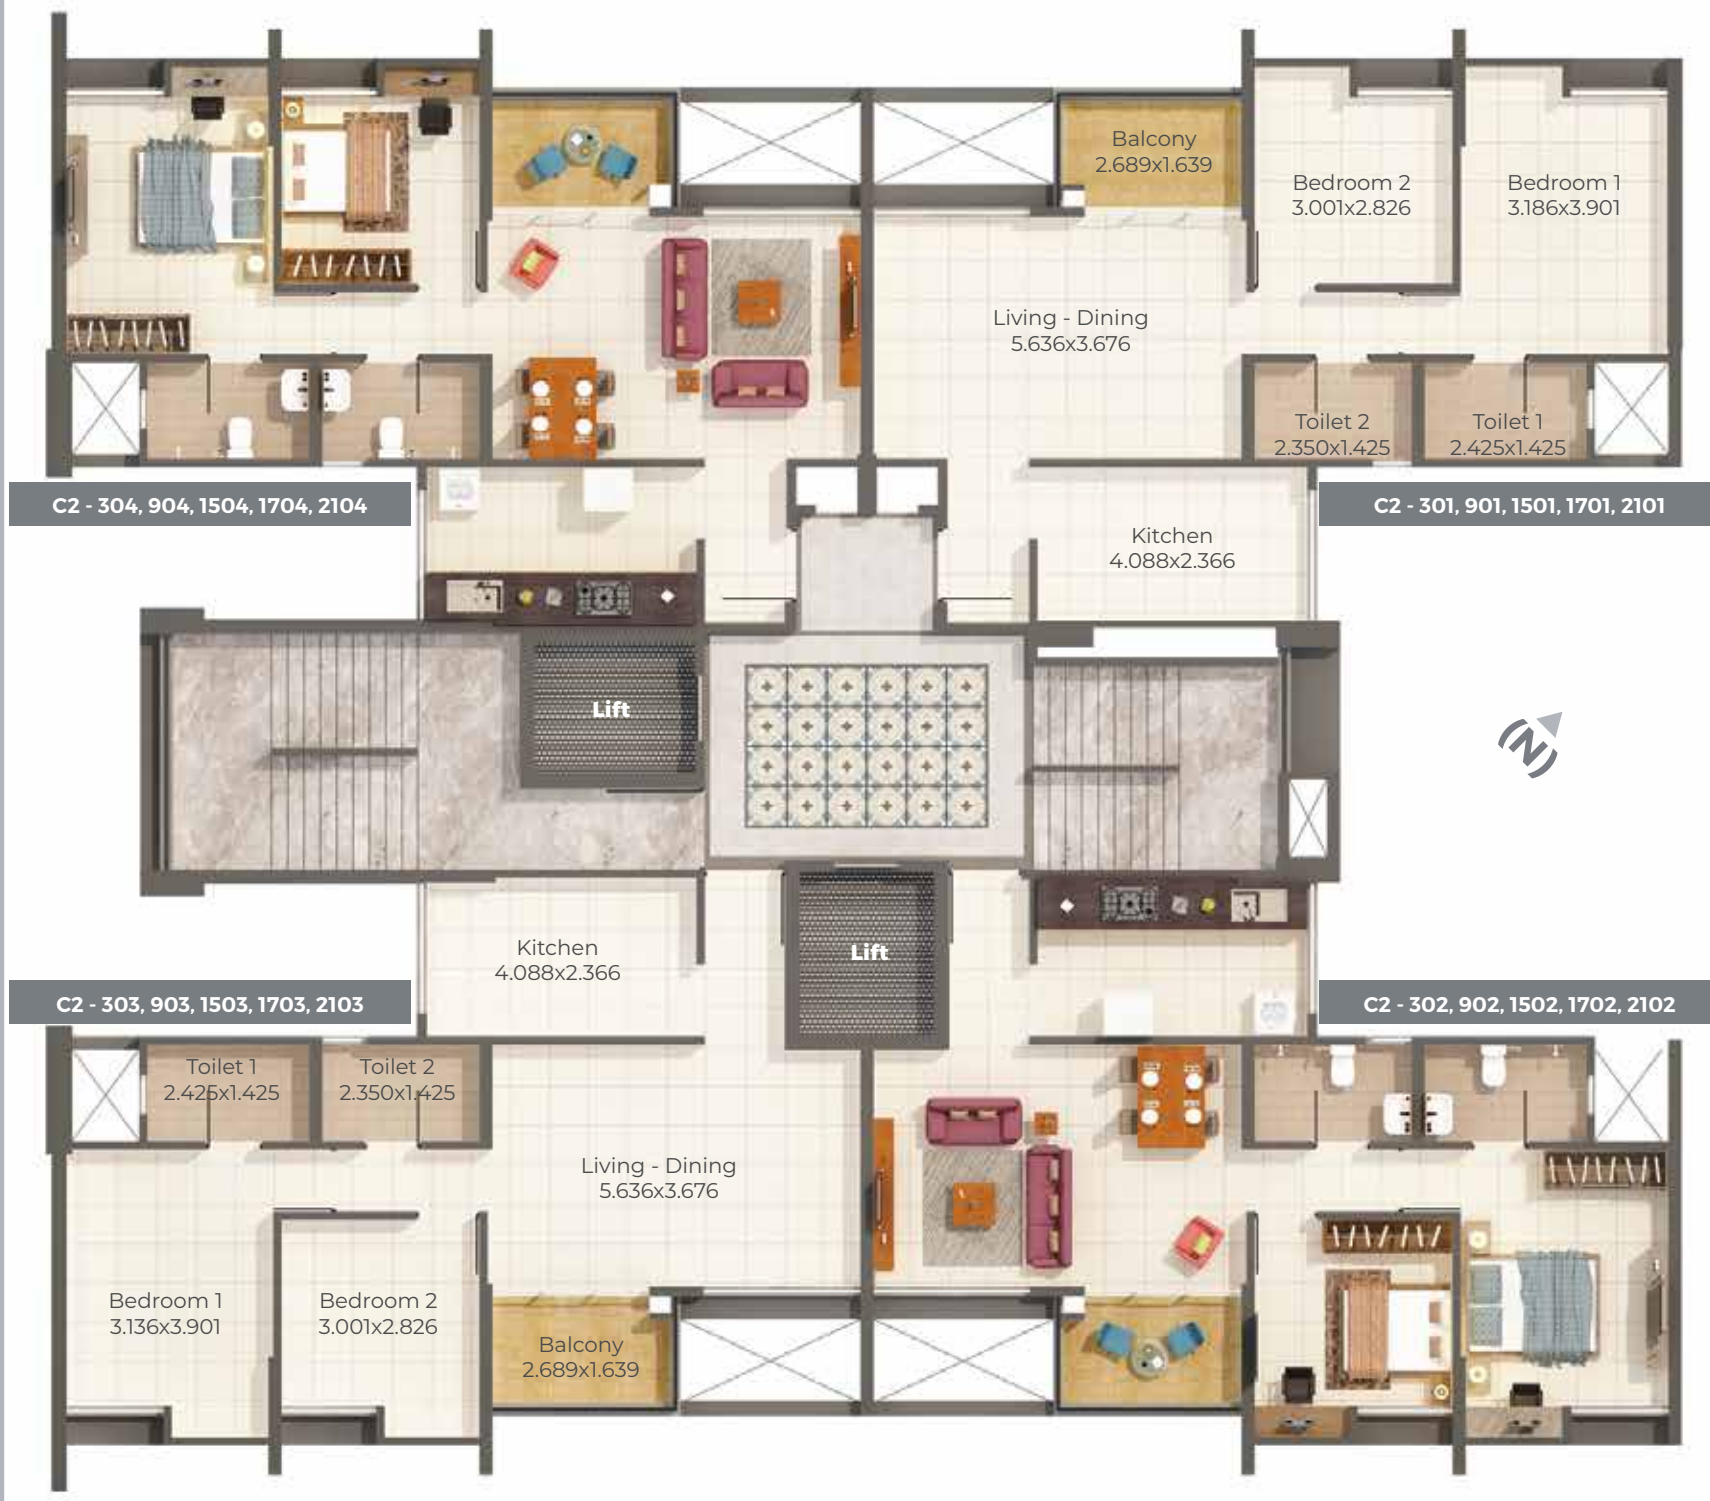 Balcony
2.689x1.639
Bedroom 2
3.001x2.826
Bedroom 1
3.186x3.901
Living - Dining
5.636x3.676
Toilet 2
2.350x1.425
Toilet 1
2.425x1.425
C2 - 304, 904, 1504, 1704, 2104
C2 - 301, 901, 1501, 1701, 2101
Kitchen
4.088x2.366
Lift
(N)
Lift
Kitchen
4.088x2.366
C2 - 303, 903, 1503, 1703, 2103
C2 - 302, 902, 1502, 1702, 2102
Toilet 1
2.425x1.425
Toilet 2
2.350x1.425
Living - Dining
5.636x3.676
Bedroom 1
3.136x3.901
Bedroom 2
3.001x2.826
Balcony
2.689x1.639